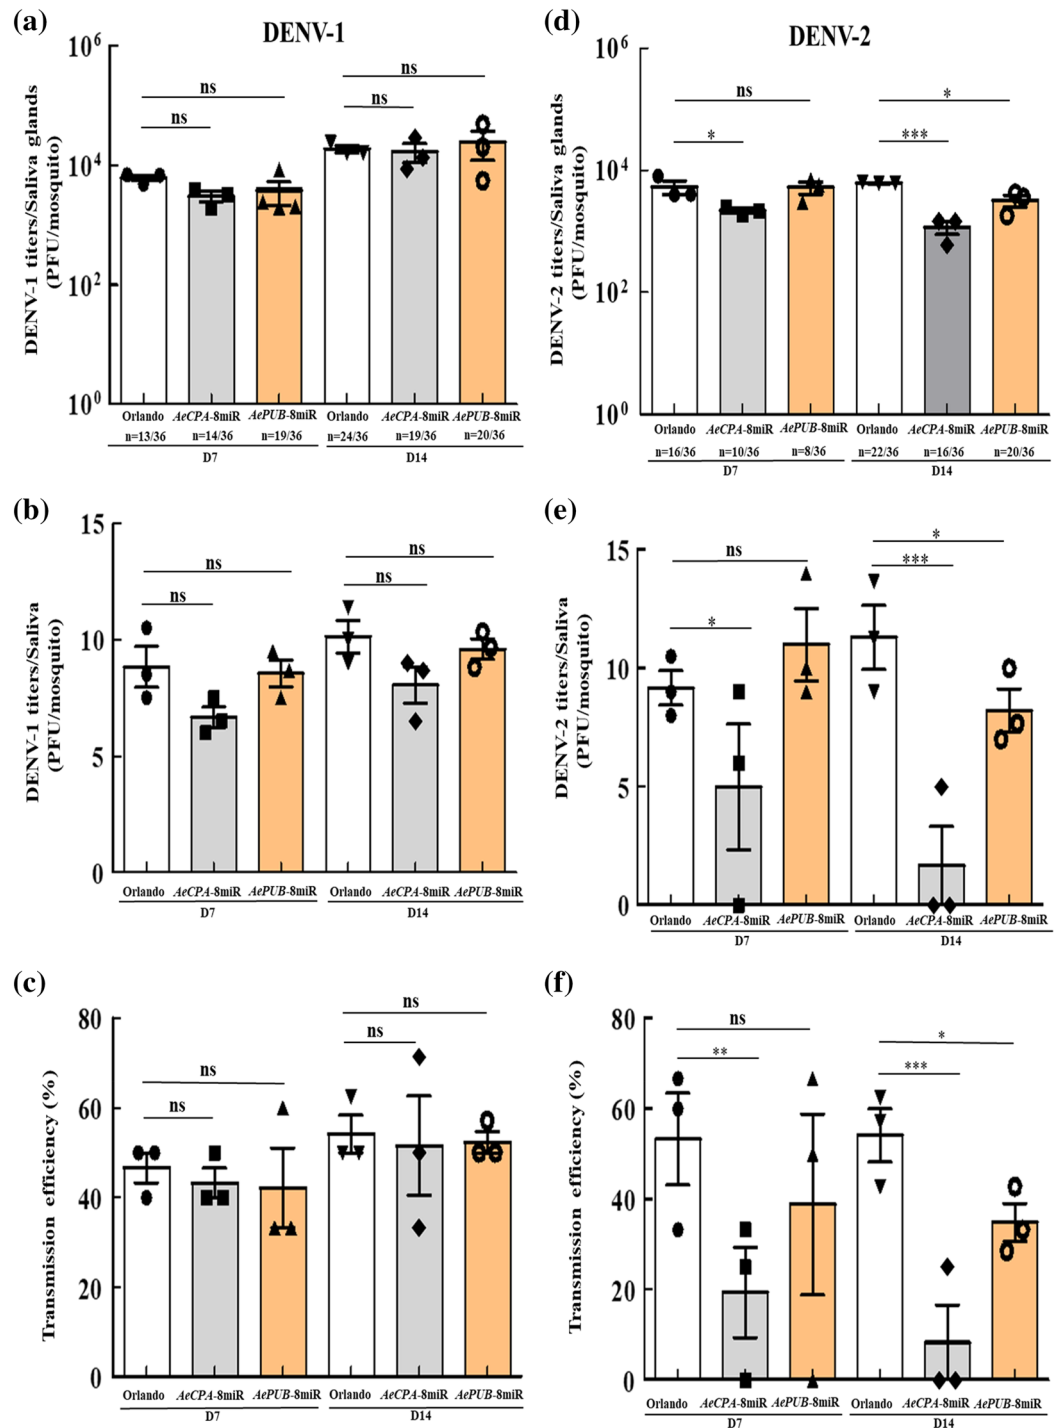 (a)
DENV-1
DENV-1 titers/Saliva glands
(PFU/mosquito)
10^6
10^4
10^2
10^0
ns
ns
ns
ns
Orlando AeCPA-8miR AePUB-8miR Orlando AeCPA-8miR AePUB-8miR
n=13/36 n=14/36 n=19/36 n=24/36 n=19/36 n=20/36
D7 D14
(d)
DENV-2
DENV-2 titers/Saliva glands
(PFU/mosquito)
10^6
10^4
10^2
10^0
ns
*
*
***
Orlando AeCPA-8miR AePUB-8miR Orlando AeCPA-8miR AePUB-8miR
n=16/36 n=10/36 n=8/36 n=22/36 n=16/36 n=20/36
D7 D14
(b)
DENV-1 titers/Saliva
(PFU/mosquito)
15
10
5
0
ns
ns
ns
ns
Orlando AeCPA-8miR AePUB-8miR Orlando AeCPA-8miR AePUB-8miR
D7 D14
(e)
DENV-2 titers/Saliva
(PFU/mosquito)
15
10
5
0
ns
*
*
***
Orlando AeCPA-8miR AePUB-8miR Orlando AeCPA-8miR AePUB-8miR
D7 D14
(c)
Transmission efficiency (%)
80
60
40
20
0
ns
ns
ns
ns
Orlando AeCPA-8miR AePUB-8miR Orlando AeCPA-8miR AePUB-8miR
D7 D14
(f)
Transmission efficiency (%)
80
60
40
20
0
ns
**
*
***
Orlando AeCPA-8miR AePUB-8miR Orlando AeCPA-8miR AePUB-8miR
D7 D14